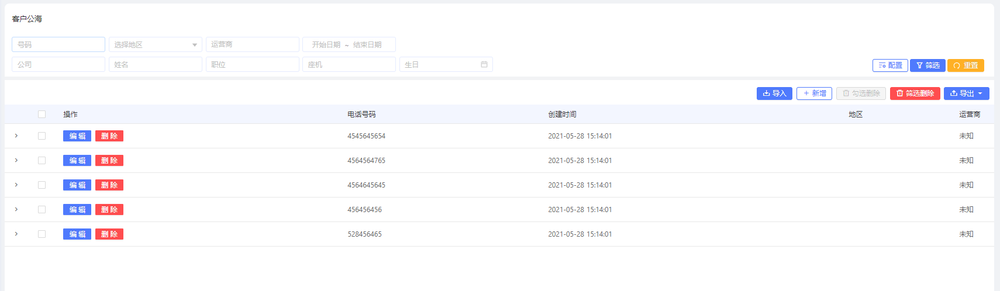 客户公海
号码 选择地区 运营商 开始日期 ~ 结束日期
公司 姓名 职位 座机 生日 配置 筛选 重置
导入 + 新增 勾选删除 筛选删除 导出
操作 电话号码 创建时间 地区 运营商
编 辑 删 除 4545645654 2021-05-28 15:14:01 未知
编 辑 删 除 4564564765 2021-05-28 15:14:01 未知
编 辑 删 除 4564645645 2021-05-28 15:14:01 未知
编 辑 删 除 456456456 2021-05-28 15:14:01 未知
编 辑 删 除 528456465 2021-05-28 15:14:01 未知